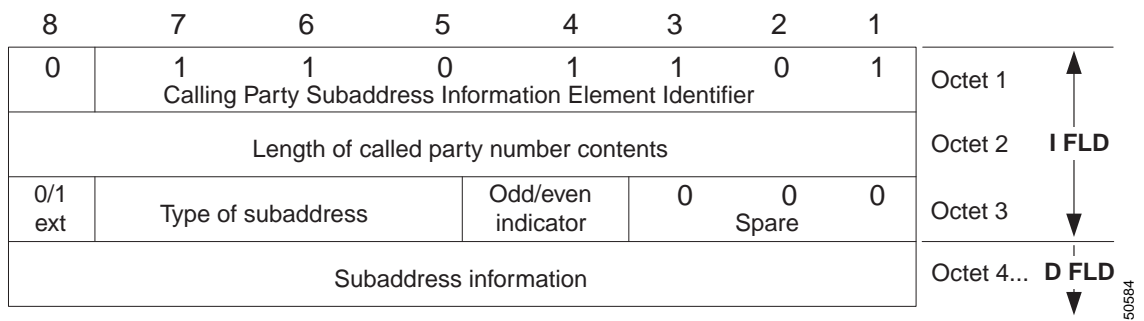 8 7 6 5 4 3 2 1
0 1 1 0 1 1 0 1 Octet 1
Calling Party Subaddress Information Element Identifier
Length of called party number contents Octet 2 I FLD
0/1 ext Type of subaddress Odd/even indicator 0 0 0 Spare Octet 3
Subaddress information Octet 4... D FLD
50584